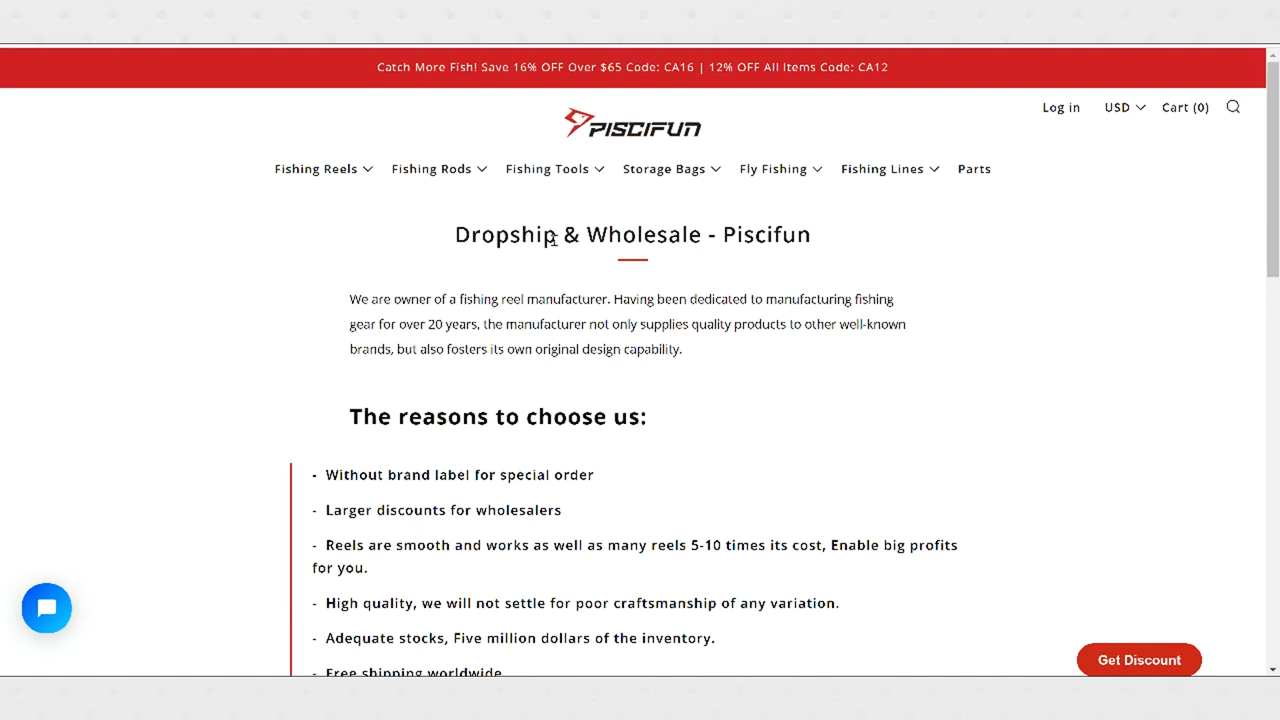 Catch More Fish! Save 16% OFF Over $65 Code: CA16 | 12% OFF All Items Code: CA12
Log in USD Cart (0)
PISCIFUN
Fishing Reels Fishing Rods Fishing Tools Storage Bags Fly Fishing Fishing Lines Parts
Dropship & Wholesale - Piscifun
We are owner of a fishing reel manufacturer. Having been dedicated to manufacturing fishing
gear for over 20 years, the manufacturer not only supplies quality products to other well-known
brands, but also fosters its own original design capability.
The reasons to choose us:
- Without brand label for special order
- Larger discounts for wholesalers
- Reels are smooth and works as well as many reels 5-10 times its cost, Enable big profits
for you.
- High quality, we will not settle for poor craftsmanship of any variation.
- Adequate stocks, Five million dollars of the inventory.
- Free shipping worldwide
Get Discount